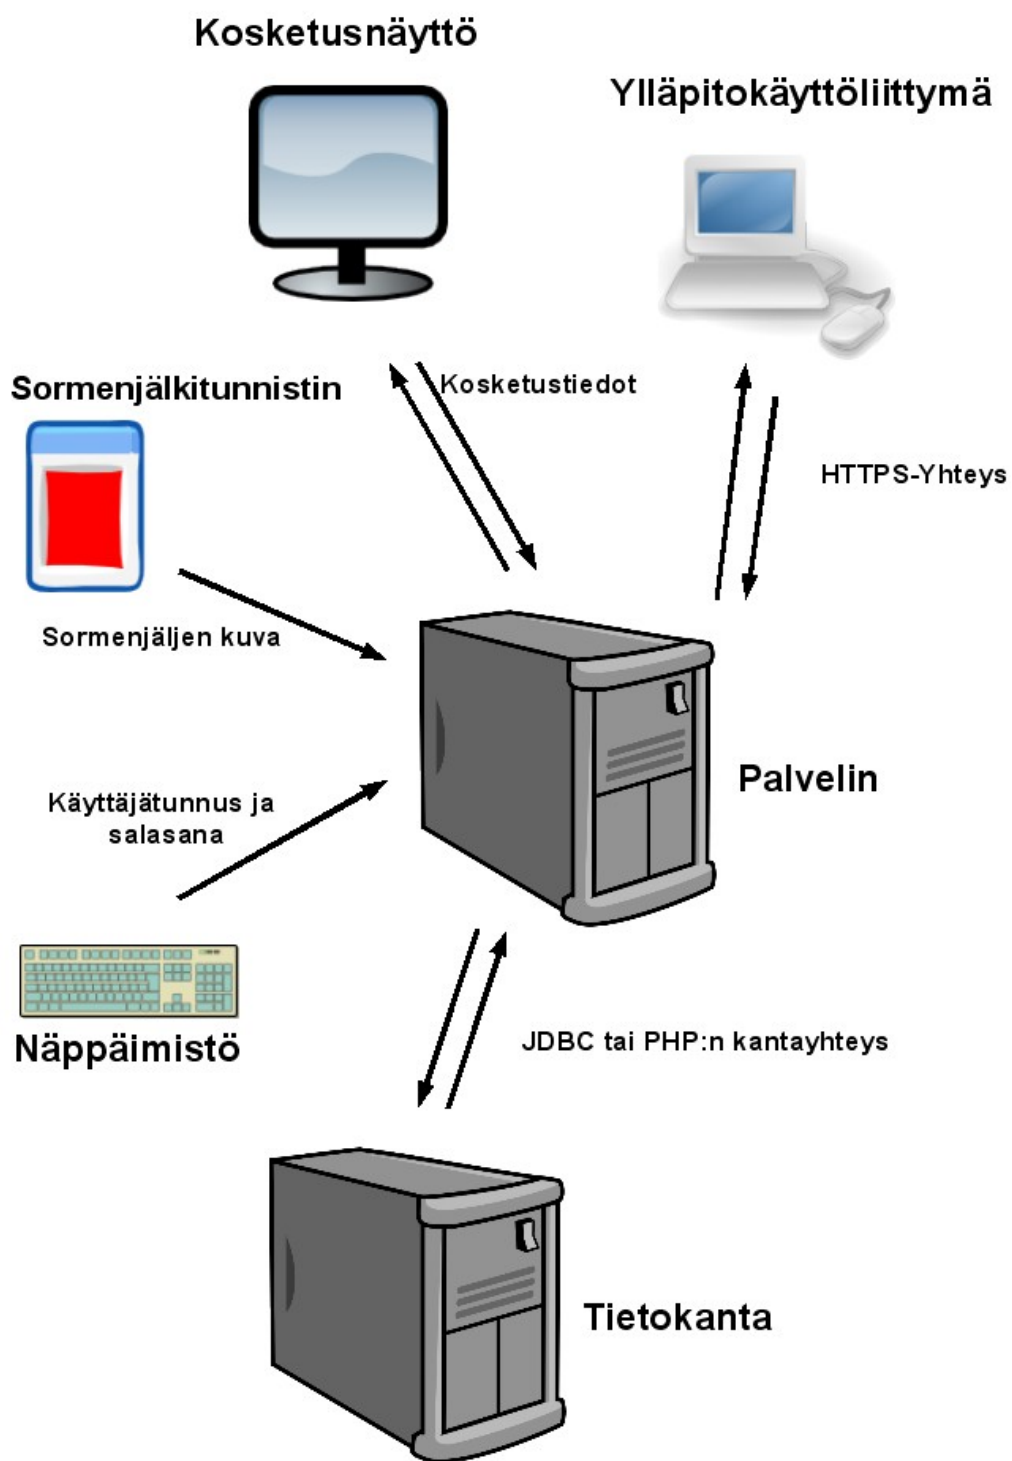 Kosketusnäyttö
Ylläpitokäyttöliittymä
Kosketustiedot
Sormenjälkitunnistin
HTTPS-Yhteys
Sormenjäljen kuva
Palvelin
Käyttäjätunnus ja
salasana
Näppäimistö
JDBC tai PHP:n kantayhteys
Tietokanta